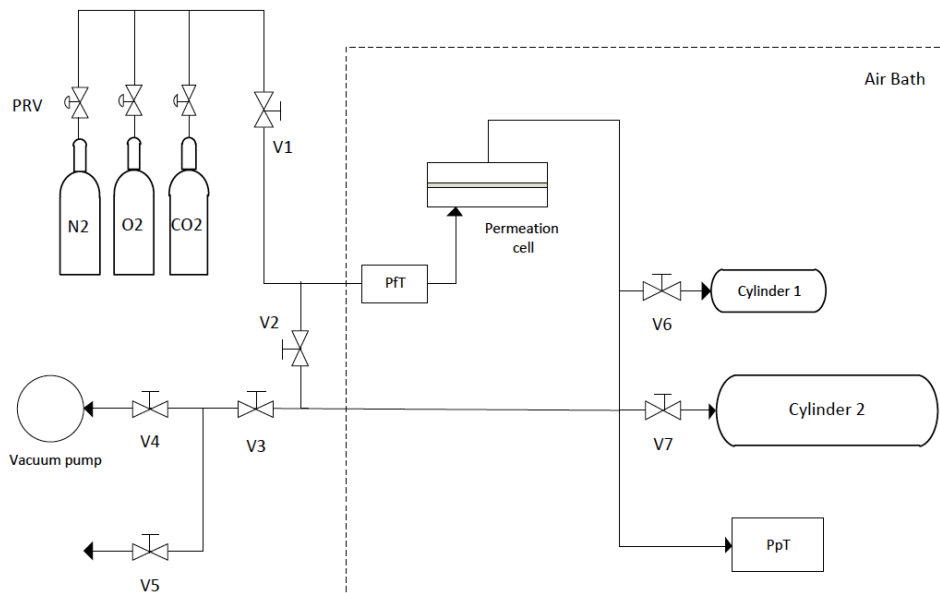 Air Bath
PRV
V1
N2
O2
CO2
Permeation
cell
PfT
Cylinder 1
V2
V6
Cylinder 2
V4
V3
V7
Vacuum pump
PpT
V5